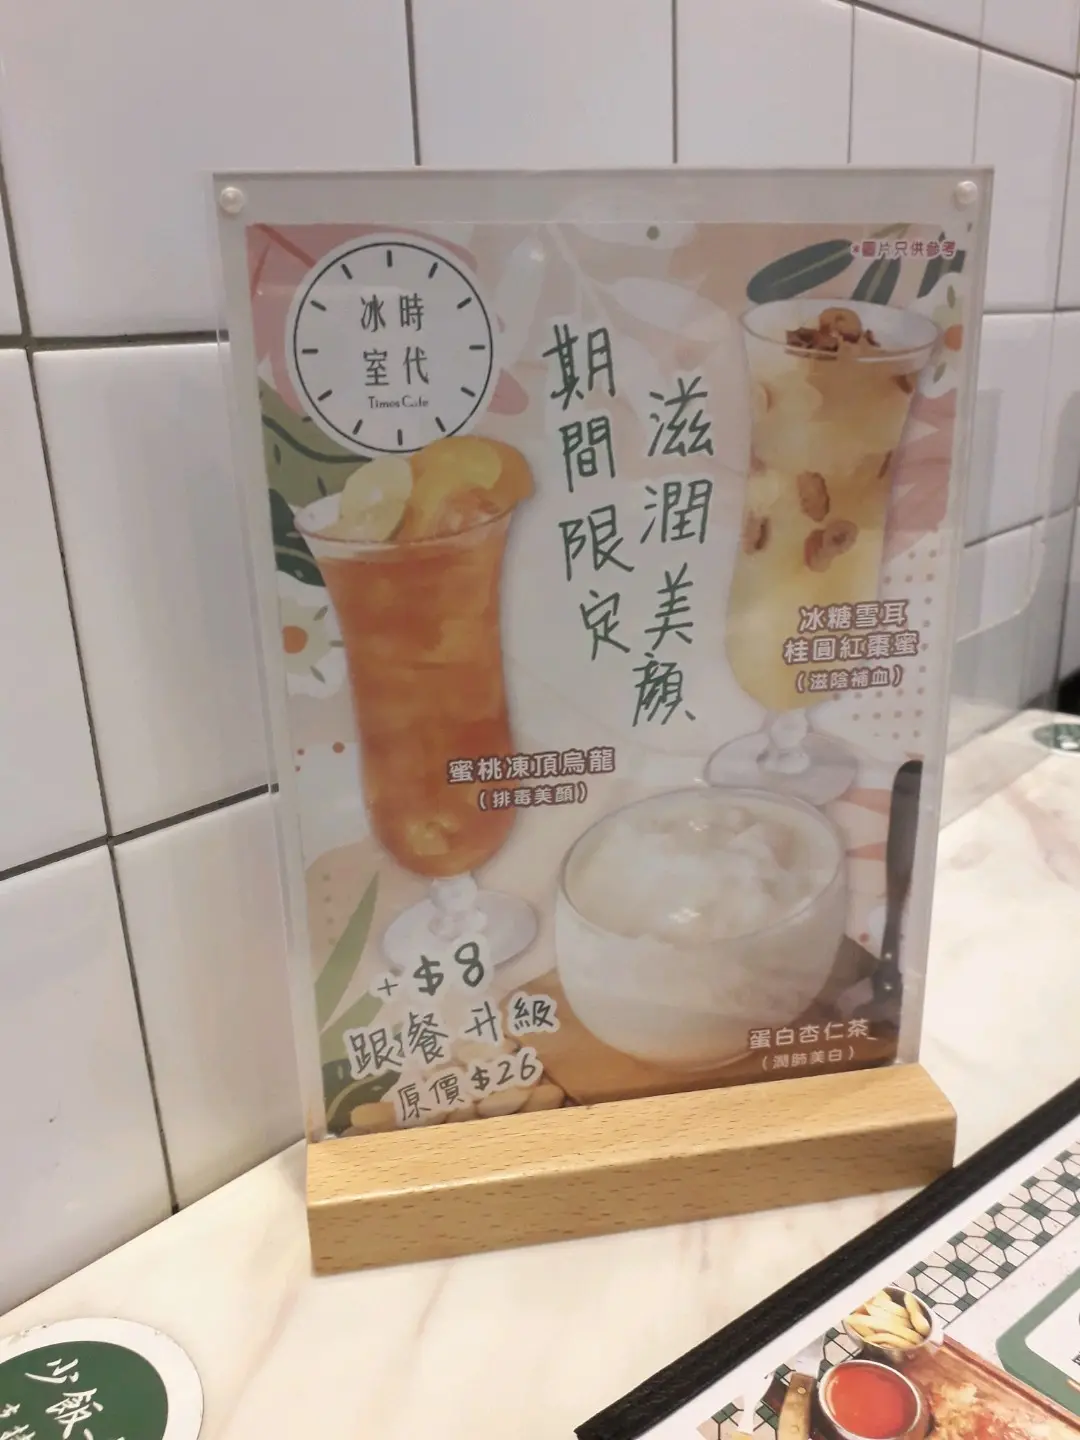 *圖片只供參考
時代
冰室
Times Cafe
滋潤美顏
期間限定
冰糖雪耳
桂圓紅棗蜜
(滋陰補血)
蜜桃凍頂烏龍
(排毒美顏)
蛋白杏仁茶
(潤肺美白)
+$8
跟餐升級
原價$26
少飯